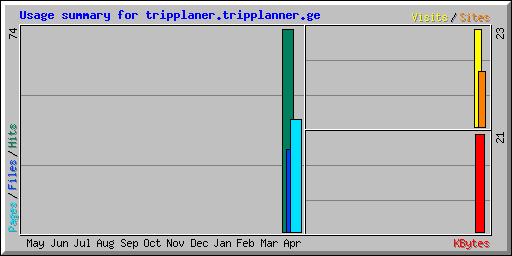 Usage summary for tripplaner.tripplanner.ge
Visits/Sites
74
23
21
Pages/Files/Hits
May Jun Jul Aug Sep Oct Nov Dec Jan Feb Mar Apr
KBytes